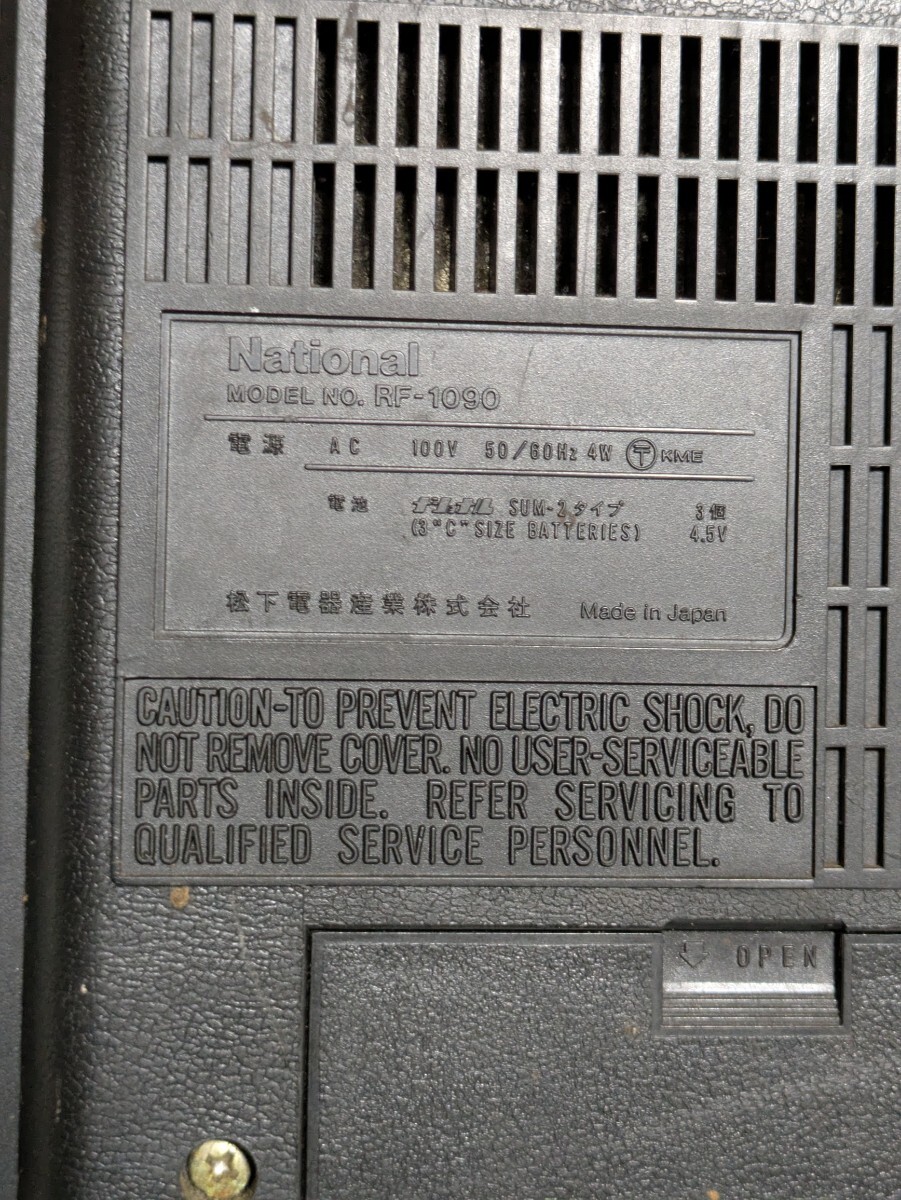 National
MODEL NO. RF-1090
電源 AC 100V 50/60Hz 4W 〒 KME
電池 ナショナル SUM-2タイプ 3個
(3"C"SIZE BATTERIES) 4.5V
松下電器産業株式会社 Made in Japan
CAUTION-TO PREVENT ELECTRIC SHOCK, DO
NOT REMOVE COVER. NO USER-SERVICEABLE
PARTS INSIDE. REFER SERVICING TO
QUALIFIED SERVICE PERSONNEL.
OPEN